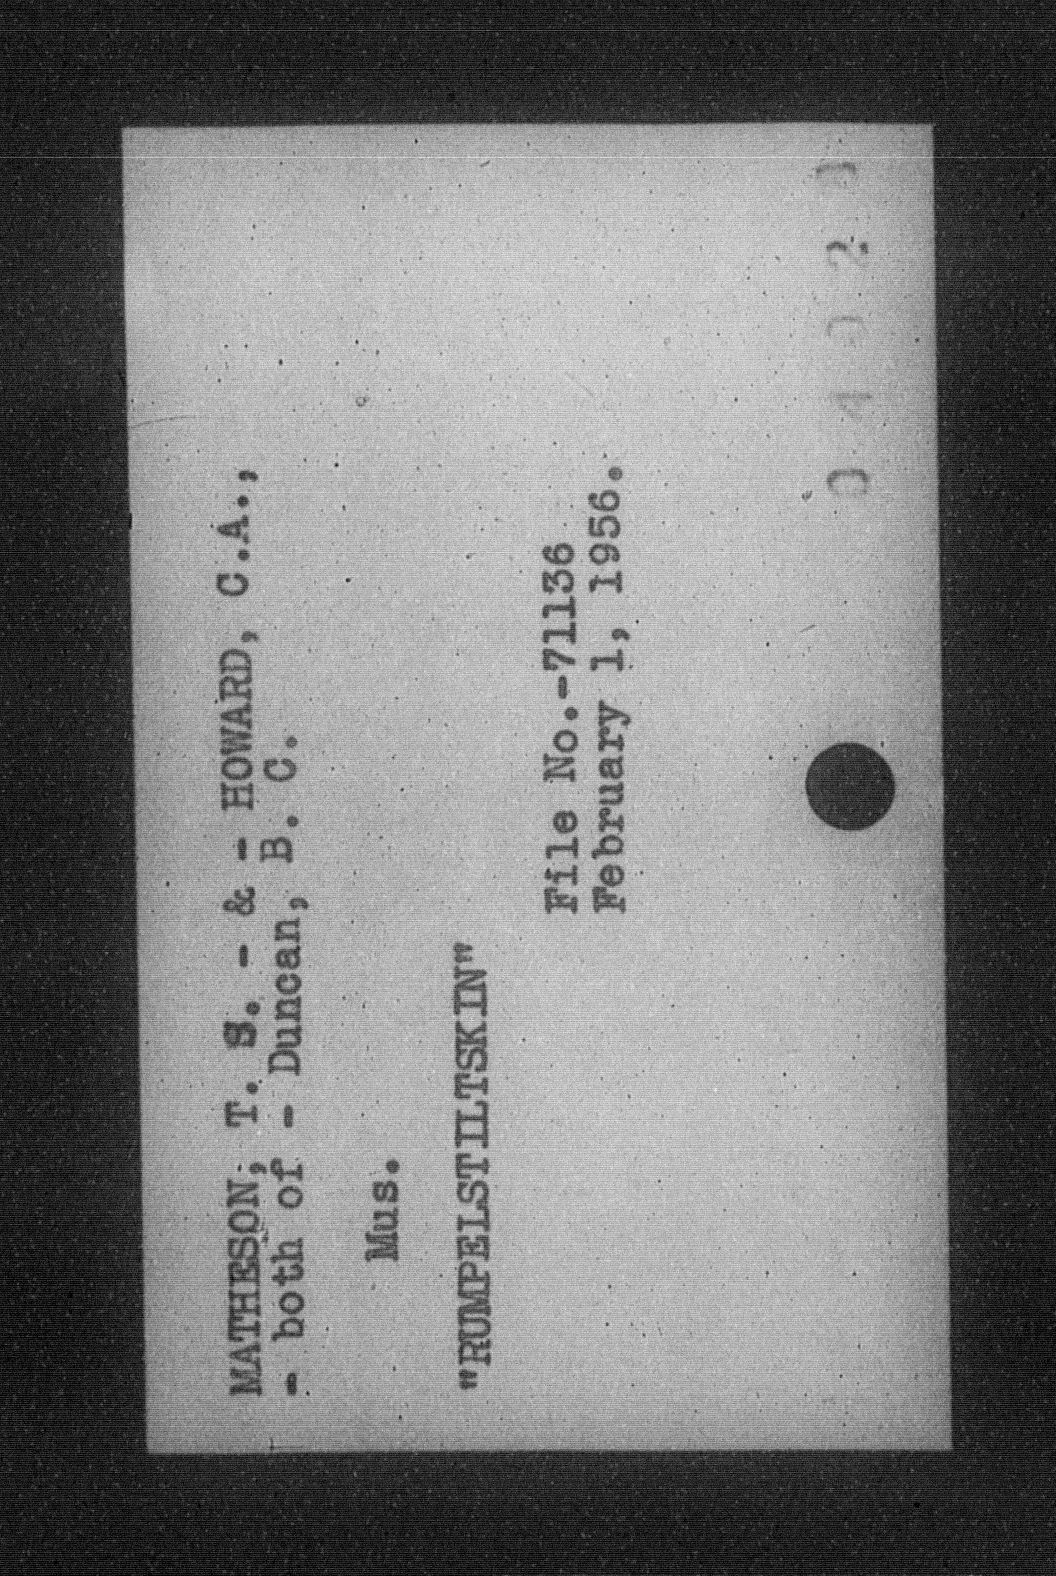 MATHESON, T. S. - & - HOWARD, C.A.,
- both of - Duncan, B. C.
Mus.
"RUMPELSTILTSKIN"
File No.-71136
February 1, 1956.